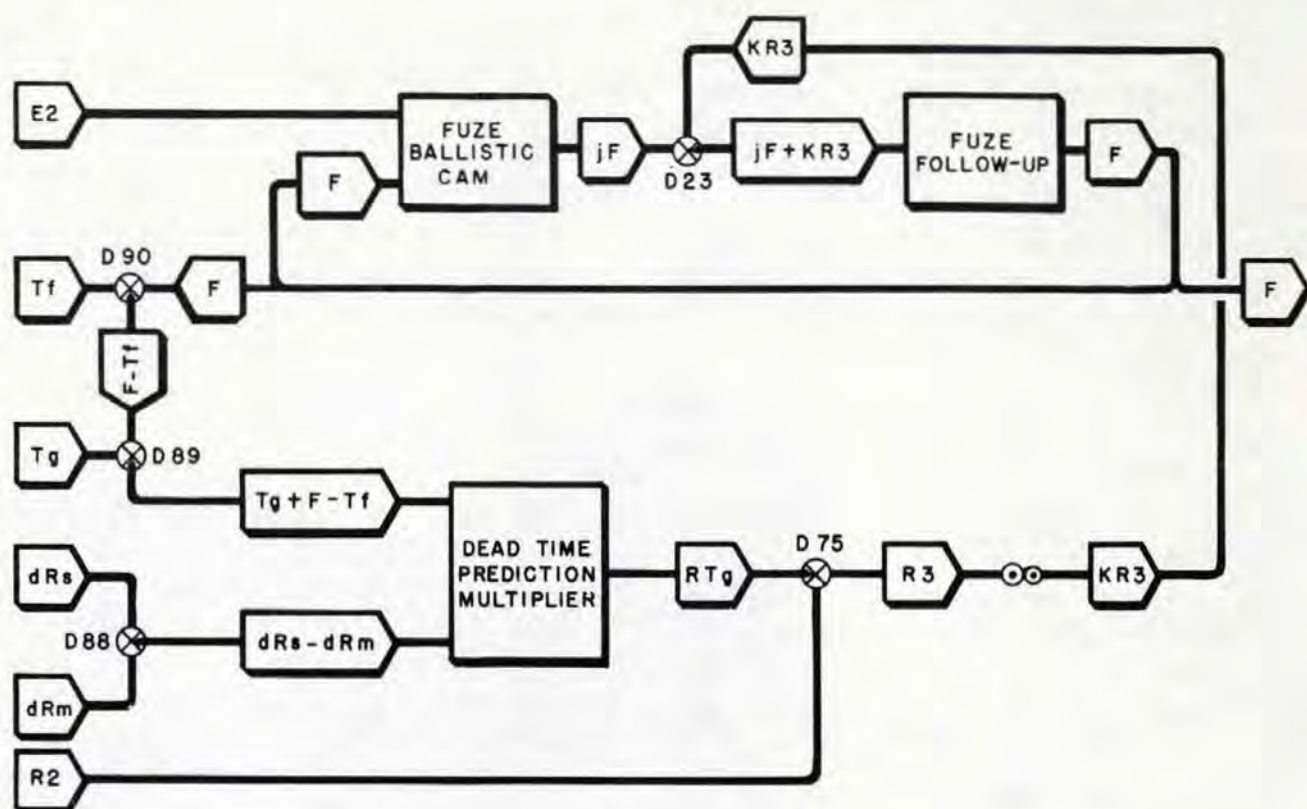 KR3
E2
FUZE
BALLISTIC
CAM
jF
D23
jF+KR3
FUZE
FOLLOW-UP
F
F
D90
Tf
F
F
F-Tf
Tg
D89
Tg+F-Tf
DEAD TIME
PREDICTION
MULTIPLIER
dRs
D88
dRs-dRm
dRm
RTg
D75
R3
KR3
R2